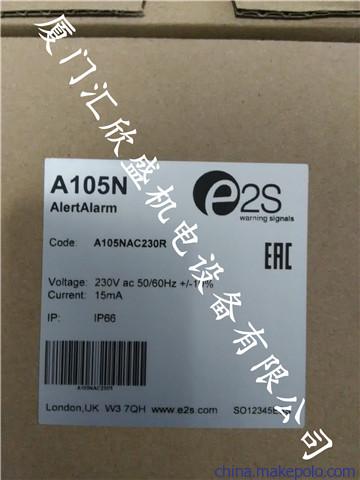 厦门汇欣盛机电设备有限公司
A105N
AlertAlarm
e2S
warning signals
Code: A105NAC230R
EAC
Voltage: 230V ac 50/60Hz +/-10%
Current: 15mA
IP: IP66
A105NAC230R
London,UK W3 7QH www.e2s.com
china.makepolo.com